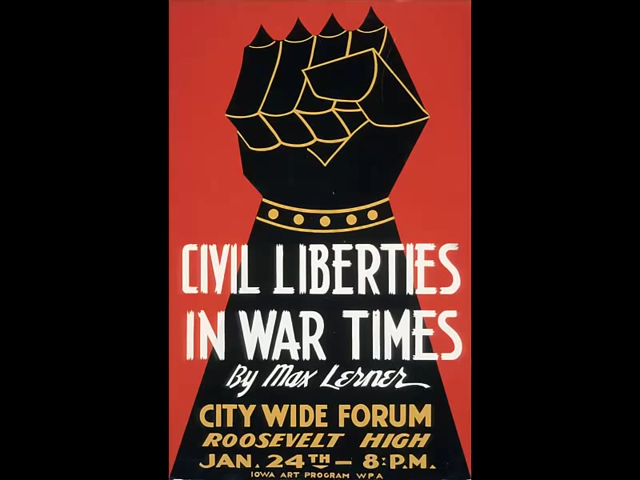 CIVIL LIBERTIES
IN WAR TIMES
By Max Lerner
CITY WIDE FORUM
ROOSEVELT HIGH
JAN. 24TH – 8:P.M.
IOWA ART PROGRAM WPA